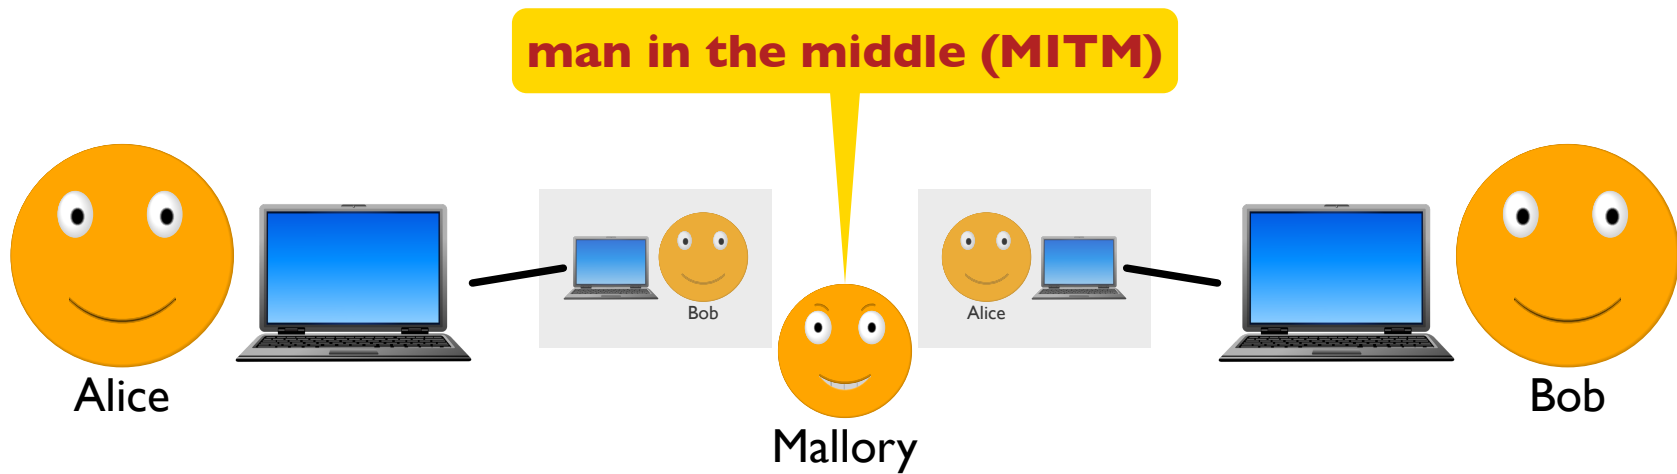 man in the middle (MITM)
Bob
Alice
Alice
Mallory
Bob